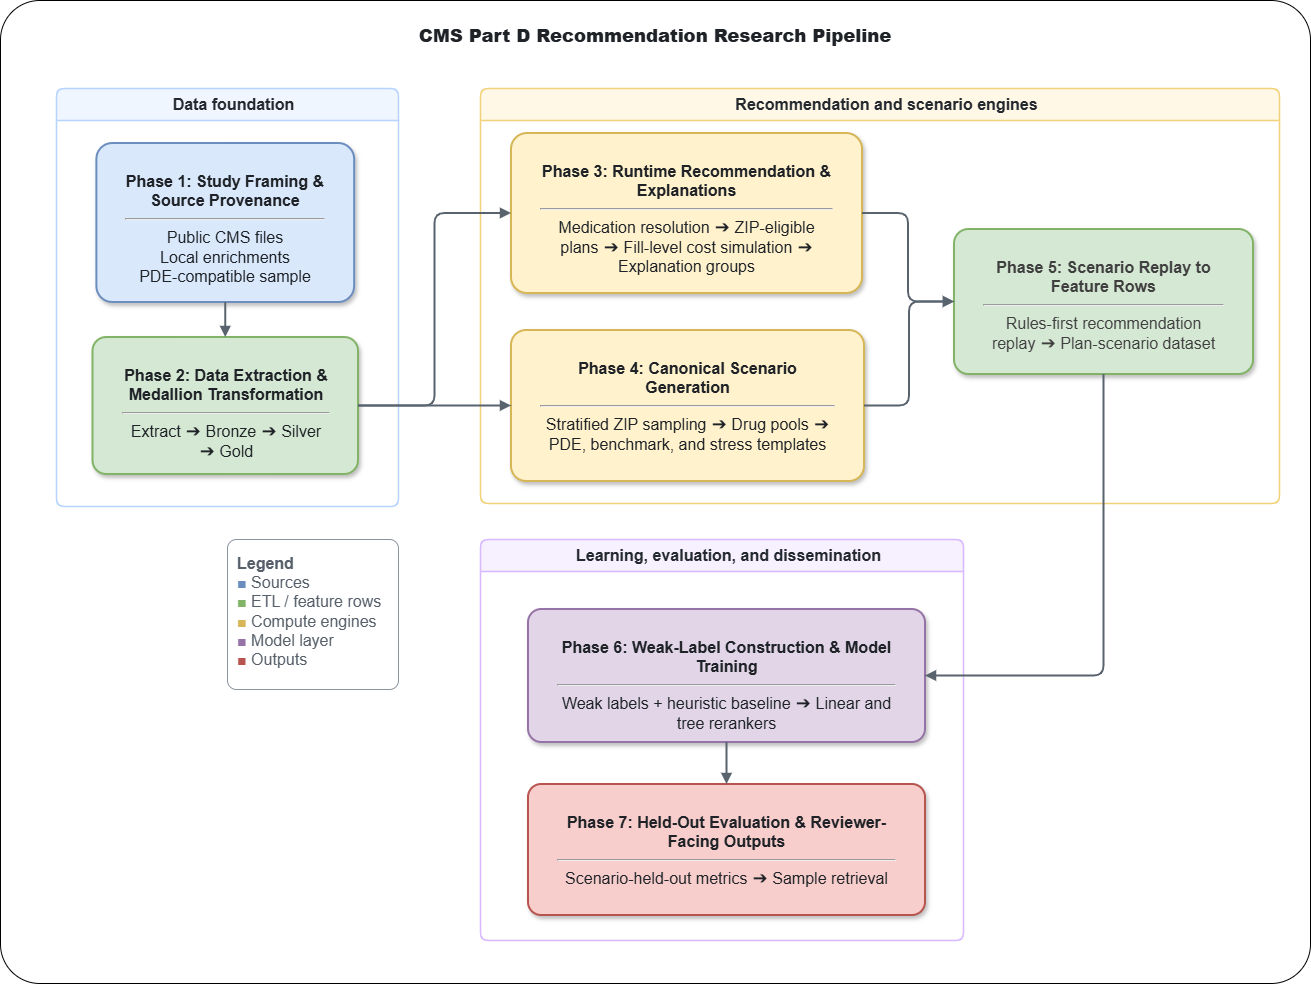 CMS Part D Recommendation Research Pipeline
Data foundation
Phase 1: Study Framing &
Source Provenance
Public CMS files
Local enrichments
PDE-compatible sample
Phase 2: Data Extraction &
Medallion Transformation
Extract ➔ Bronze ➔ Silver
➔ Gold
Recommendation and scenario engines
Phase 3: Runtime Recommendation &
Explanations
Medication resolution ➔ ZIP-eligible
plans ➔ Fill-level cost simulation ➔
Explanation groups
Phase 4: Canonical Scenario
Generation
Stratified ZIP sampling ➔ Drug pools ➔
PDE, benchmark, and stress templates
Phase 5: Scenario Replay to
Feature Rows
Rules-first recommendation
replay ➔ Plan-scenario dataset
Legend
Sources
ETL / feature rows
Compute engines
Model layer
Outputs
Learning, evaluation, and dissemination
Phase 6: Weak-Label Construction & Model
Training
Weak labels + heuristic baseline ➔ Linear and
tree rerankers
Phase 7: Held-Out Evaluation & Reviewer-
Facing Outputs
Scenario-held-out metrics ➔ Sample retrieval